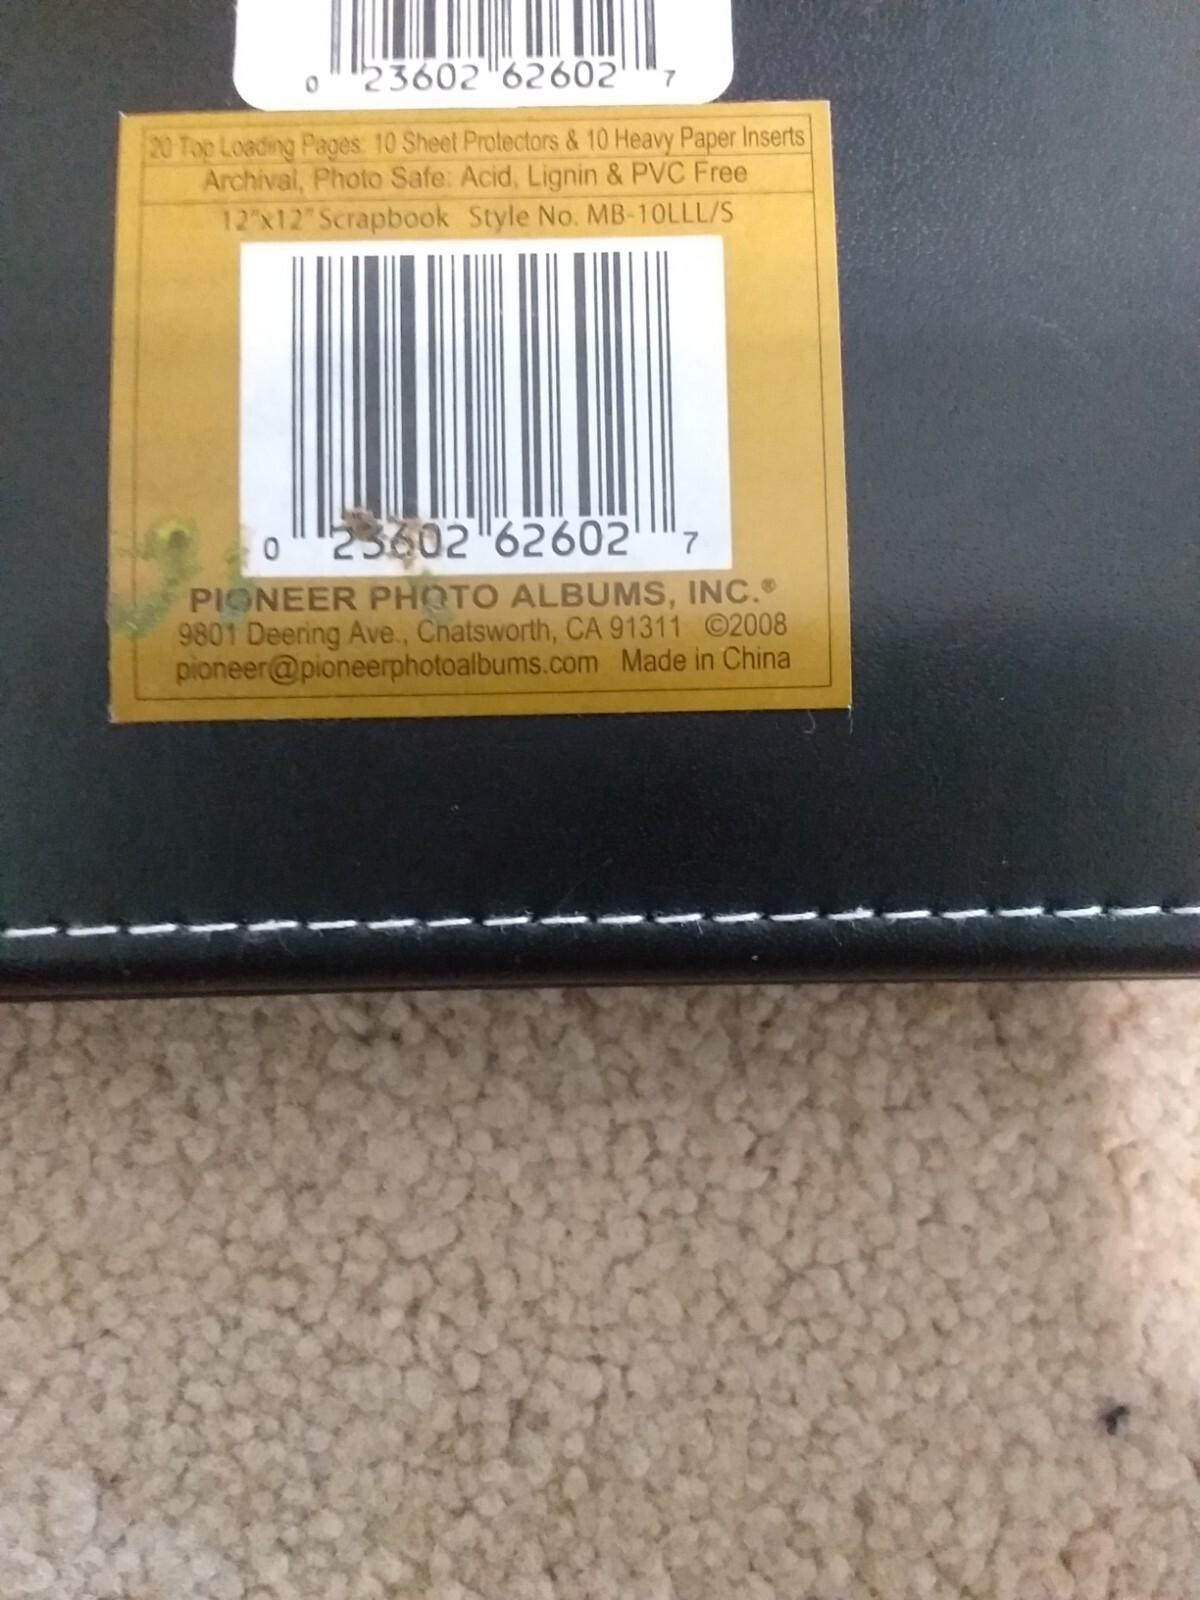 0 23602 62602 7
20 Top Loading Pages: 10 Sheet Protectors & 10 Heavy Paper Inserts
Archival, Photo Safe: Acid, Lignin & PVC Free
12"x12" Scrapbook Style No. MB-10LLL/S
0 23602 62602 7
PIONEER PHOTO ALBUMS, INC.®
9801 Deering Ave., Chatsworth, CA 91311 ©2008
pioneer@pioneerphotoalbums.com Made in China